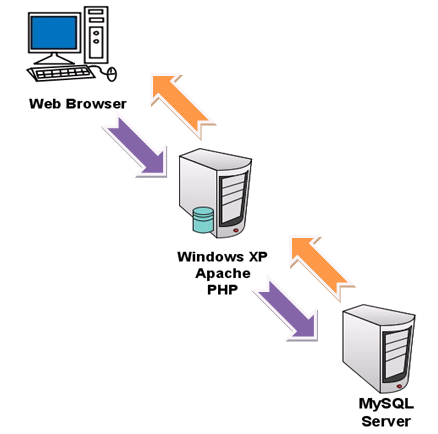 Web Browser
Windows XP
Apache
PHP
MySQL
Server